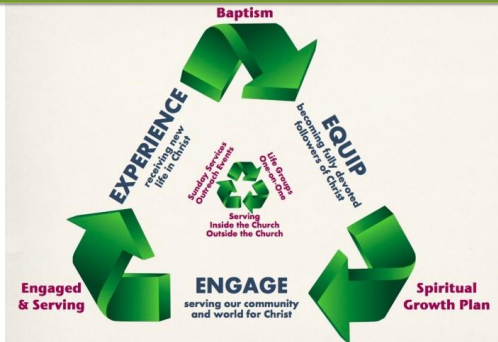 Baptism
EXPERIENCE
receiving new
life in Christ
EQUIP
becoming fully devoted
followers of Christ
Sunday Services
Outreach Events
Life Groups
One-on-One
Serving
Inside the Church
Outside the Church
Engaged
& Serving
ENGAGE
serving our community
and world for Christ
Spiritual
Growth Plan